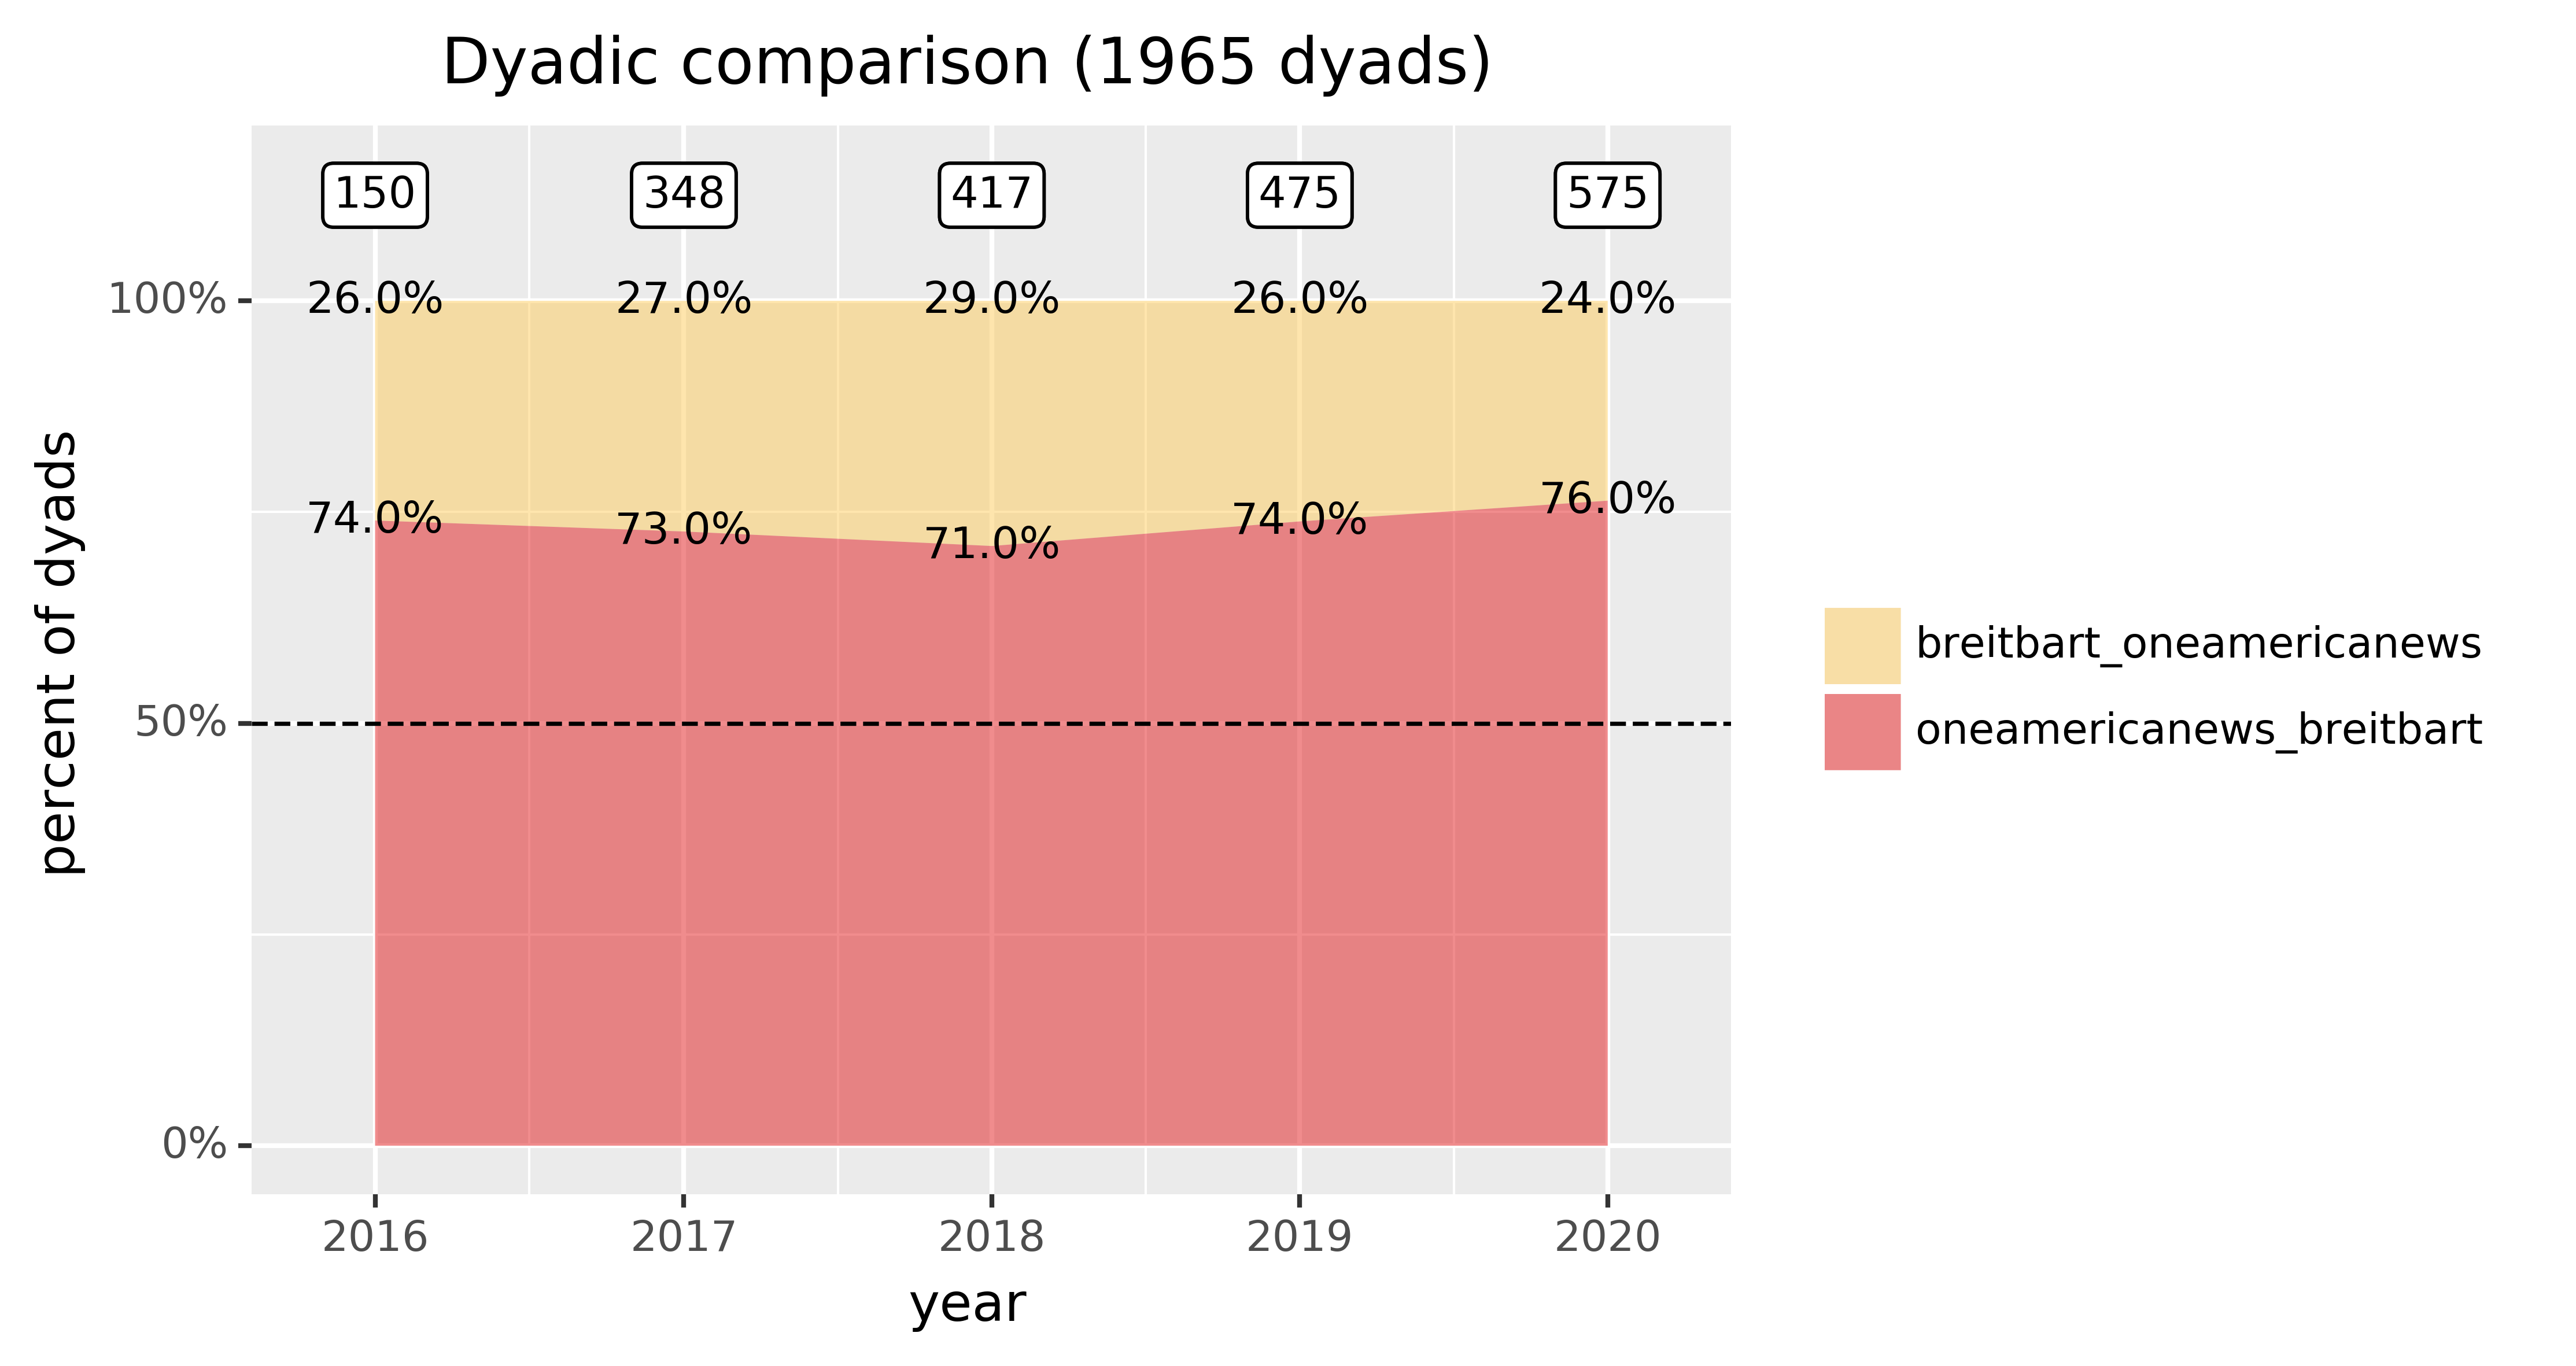 Dyadic comparison (1965 dyads)
150 348 417 475 575
100% 26.0% 27.0% 29.0% 26.0% 24.0%
74.0% 73.0% 71.0% 74.0% 76.0%
50%
0%
percent of dyads
2016 2017 2018 2019 2020
year
breitbart_oneamericanews
oneamericanews_breitbart